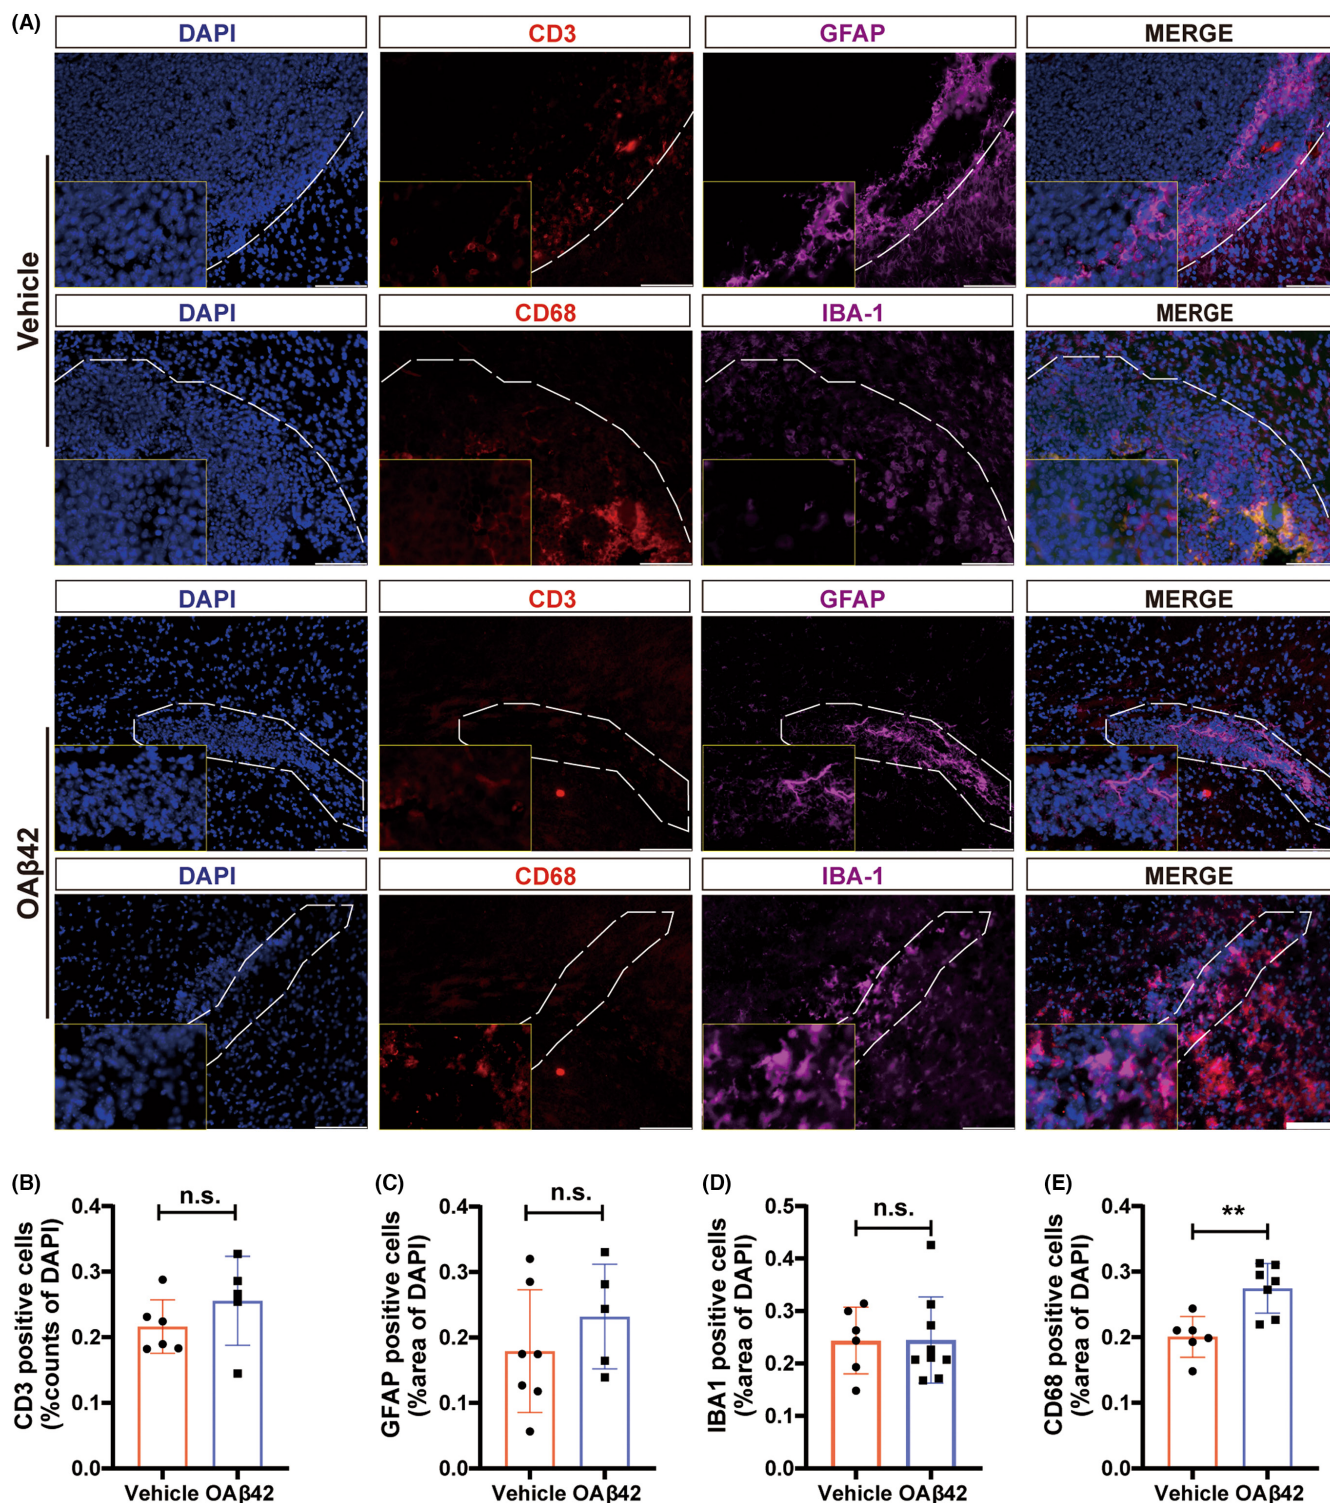 (A)
DAPI CD3 GFAP MERGE
Vehicle
DAPI CD68 IBA-1 MERGE
DAPI CD3 GFAP MERGE
OAβ42
DAPI CD68 IBA-1 MERGE
(B)
CD3 positive cells
(%counts of DAPI)
0.4
0.3
0.2
0.1
0.0
n.s.
Vehicle OAβ42
(C)
GFAP positive cells
(%area of DAPI)
0.4
0.3
0.2
0.1
0.0
n.s.
Vehicle OAβ42
(D)
IBA1 positive cells
(%area of DAPI)
0.5
0.4
0.3
0.2
0.1
0.0
n.s.
Vehicle OAβ42
(E)
CD68 positive cells
(%area of DAPI)
0.4
0.3
0.2
0.1
0.0
**
Vehicle OAβ42